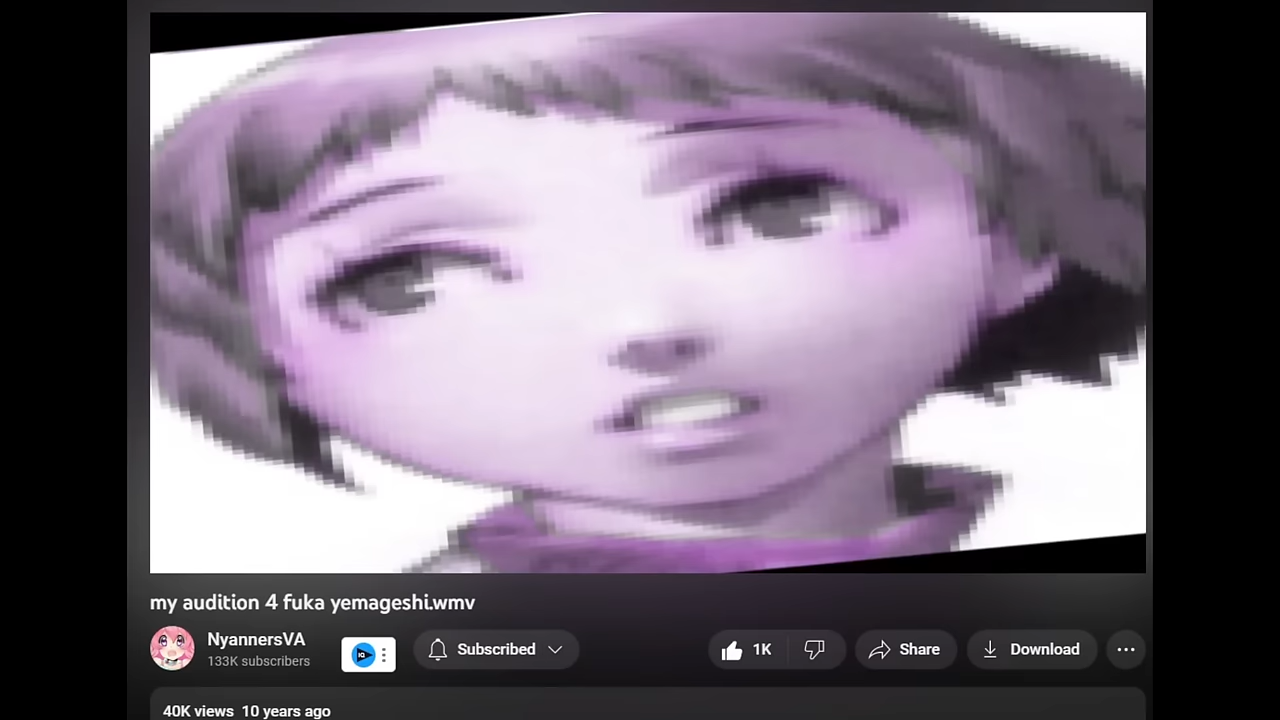 my audition 4 fuka yemageshi.wmv
NyannersVA
133K subscribers
Subscribed
1K
Share
Download
40K views 10 years ago